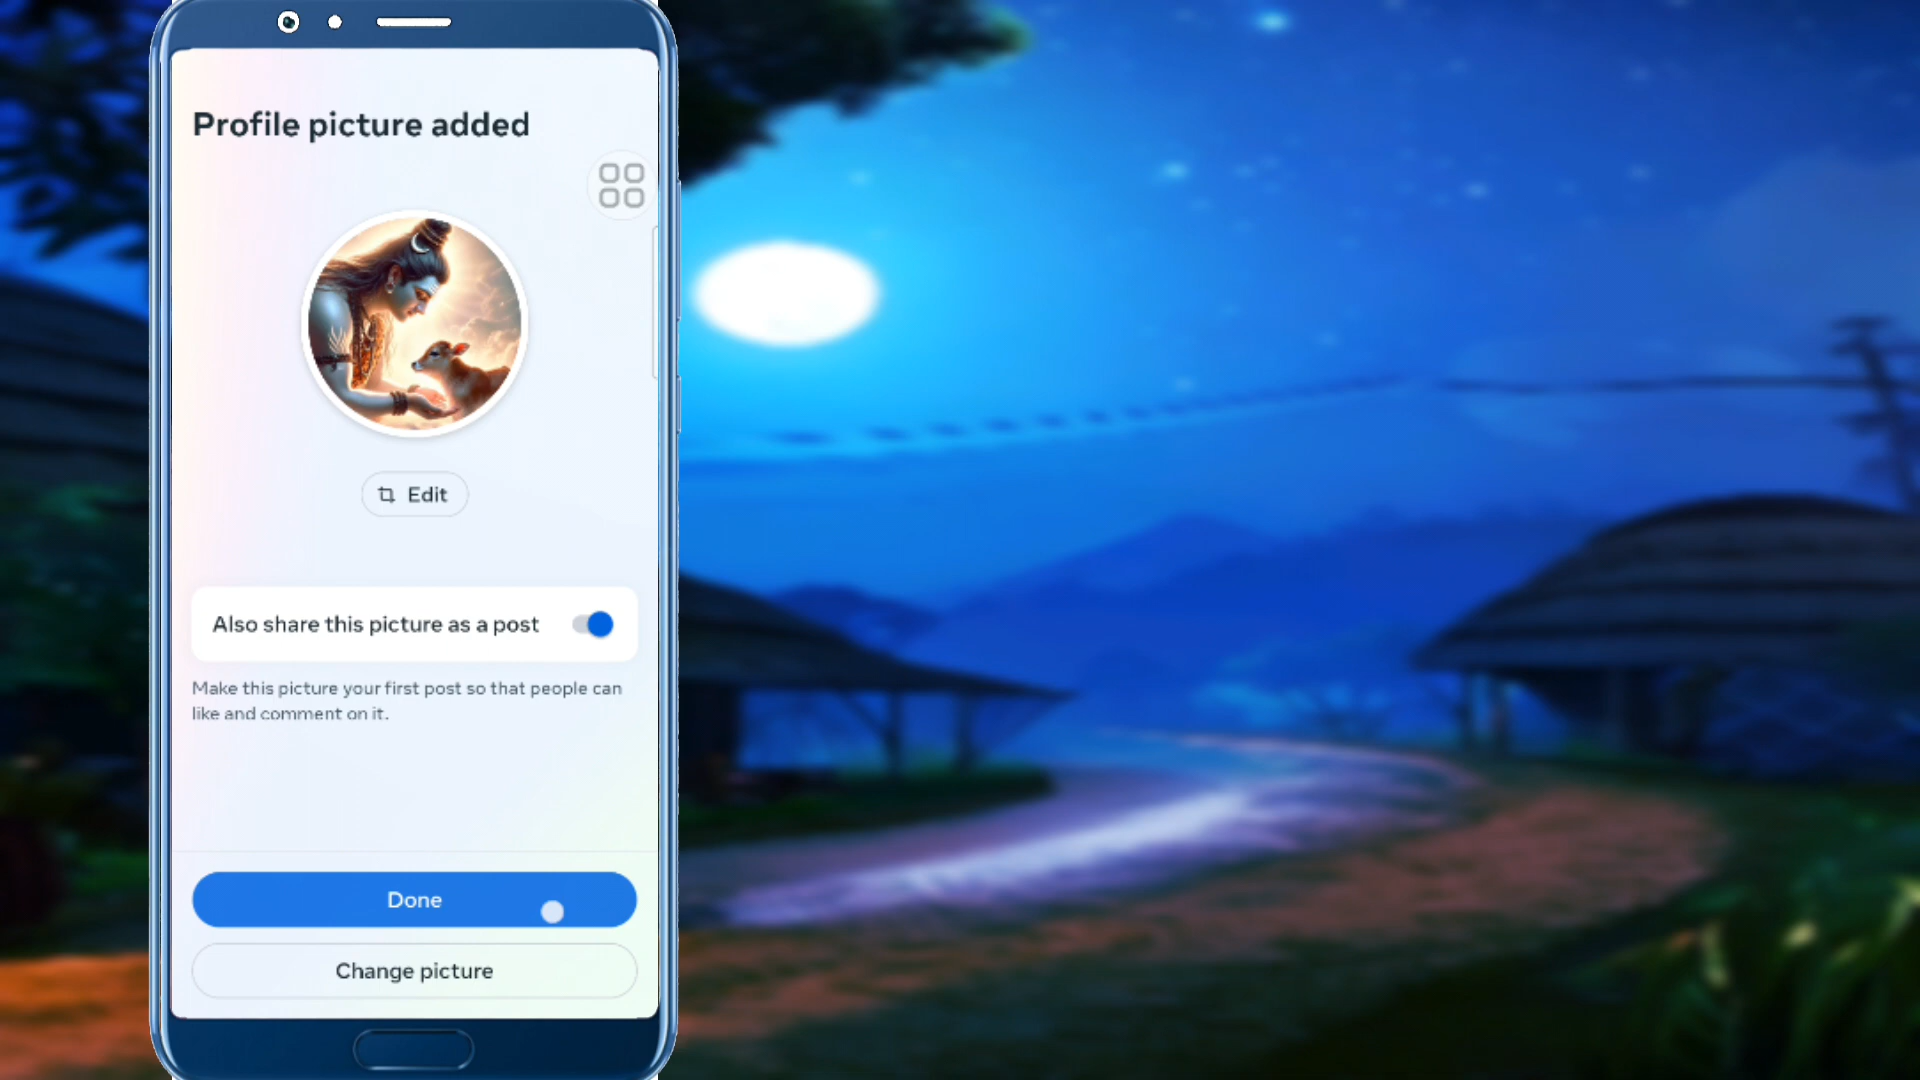 Profile picture added
Edit
Also share this picture as a post
Make this picture your first post so that people can
like and comment on it.
Done
Change picture